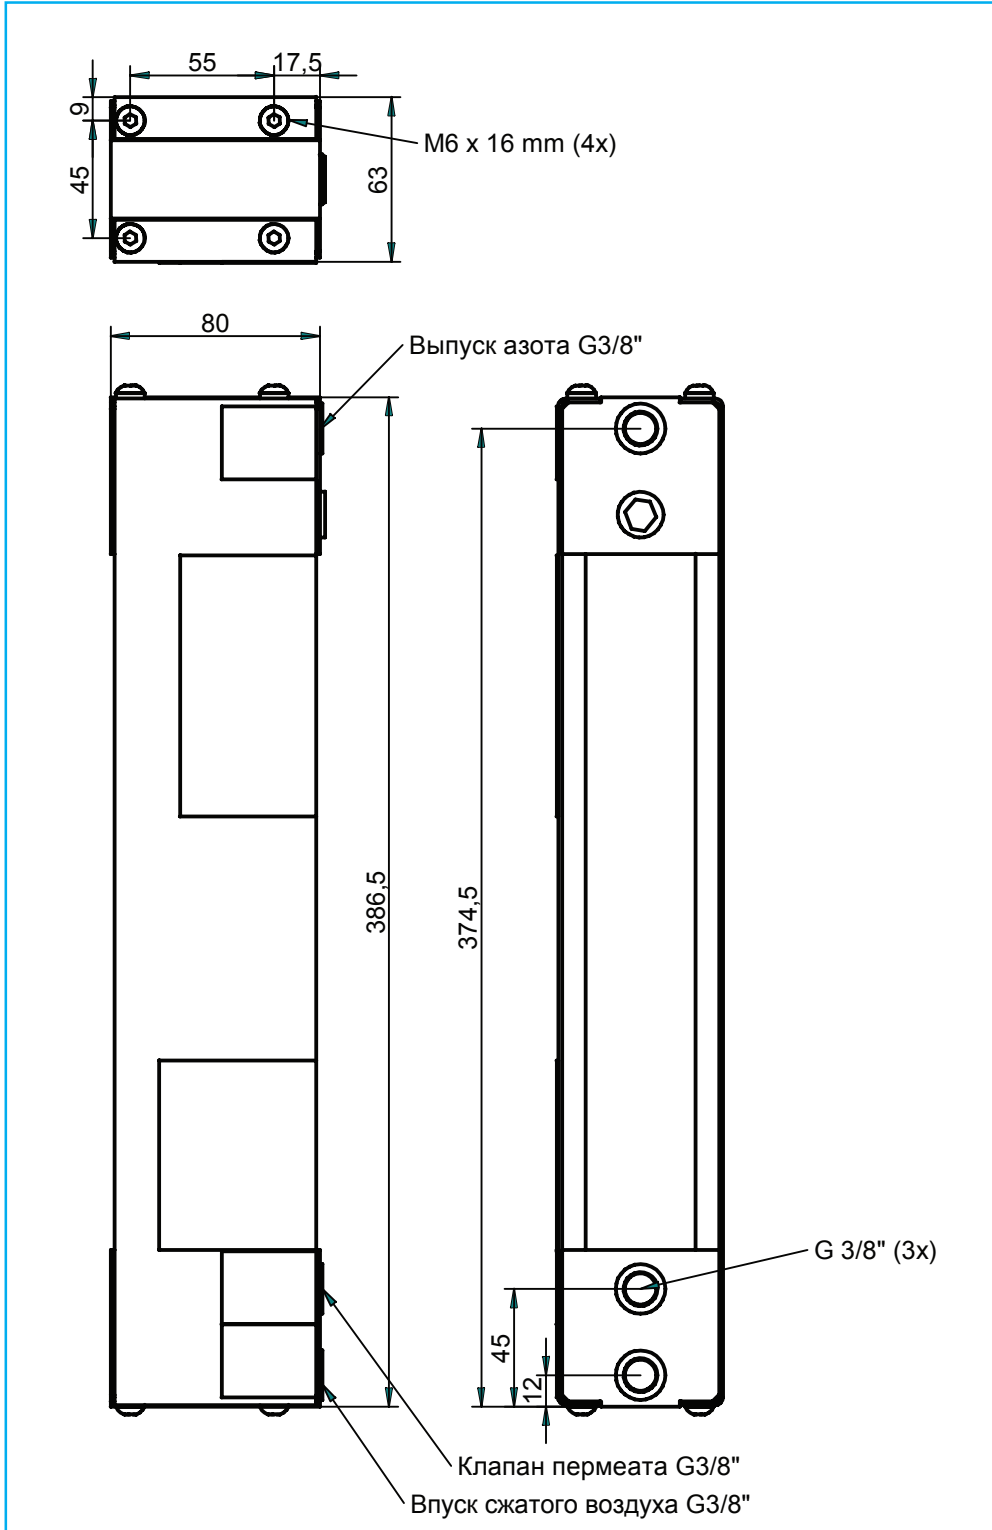 55
17,5
9
M6 x 16 mm (4x)
45
63
80
Выпуск азота G3/8"
386,5
374,5
G 3/8" (3x)
45
12
Клапан пермеата G3/8"
Впуск сжатого воздуха G3/8"